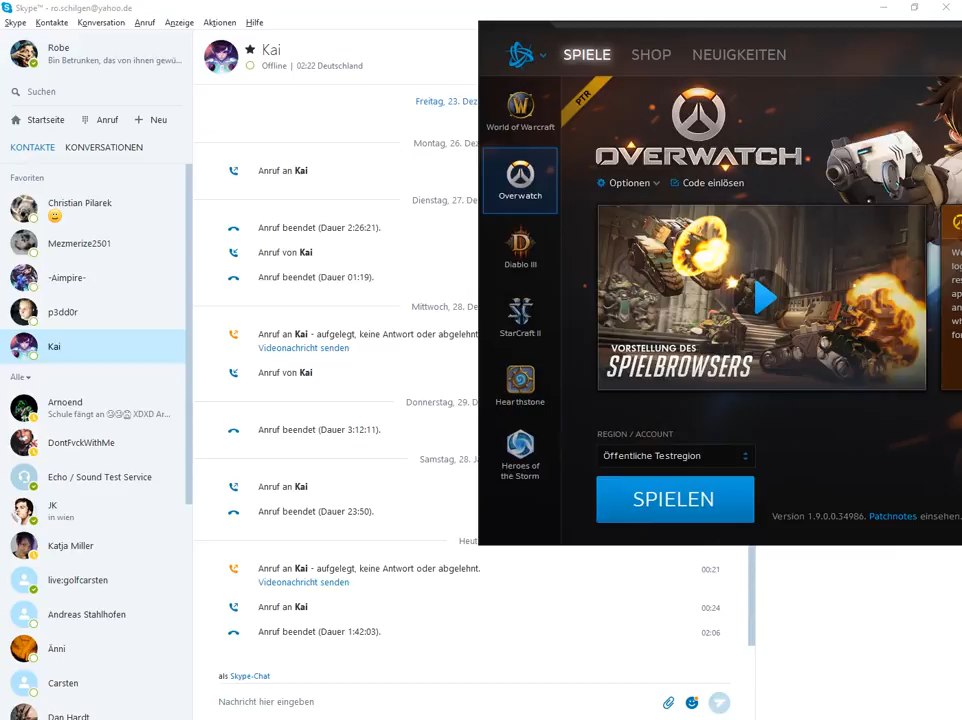 Skype™ - ro.schilgen@yahoo.de
Skype Kontakte Konversation Anruf Anzeige Aktionen Hilfe
Robe
Bin Betrunken, das von ihnen gewü...
Suchen
Startseite Anruf Neu
KONTAKTE KONVERSATIONEN
Favoriten
Christian Pilarek
Mezmerize2501
-Aimpire-
p3dd0r
Kai
Alle
Arnoend
Schule fängt an XDXD Ar...
DontFvckWithMe
Echo / Sound Test Service
JK
in wien
Katja Miller
live:golfcarsten
Andreas Stahlhofen
Änni
Carsten
Dan Hardt
Kai
Offline | 02:22 Deutschland
Freitag, 23. Dez
Montag, 26. Dez
Anruf an Kai
Dienstag, 27. De
Anruf beendet (Dauer 2:26:21).
Anruf von Kai
Anruf beendet (Dauer 01:19).
Mittwoch, 28. De
Anruf an Kai - aufgelegt, keine Antwort oder abgelehnt
Videonachricht senden
Anruf von Kai
Donnerstag, 29. D
Anruf beendet (Dauer 3:12:11).
Samstag, 28. J
Anruf an Kai
Anruf beendet (Dauer 23:50).
Heut
Anruf an Kai - aufgelegt, keine Antwort oder abgelehnt. 00:21
Videonachricht senden
Anruf an Kai 00:24
Anruf beendet (Dauer 1:42:03). 02:06
als Skype-Chat
Nachricht hier eingeben
SPIELE SHOP NEUIGKEITEN
World of Warcraft
Overwatch
Diablo III
StarCraft II
Hearthstone
Heroes of
the Storm
PTR
OVERWATCH
Optionen Code einlösen
VORSTELLUNG DES
SPIELBROWSERS
REGION / ACCOUNT
Öffentliche Testregion
SPIELEN
Version 1.9.0.0.34986. Patchnotes einsehen.